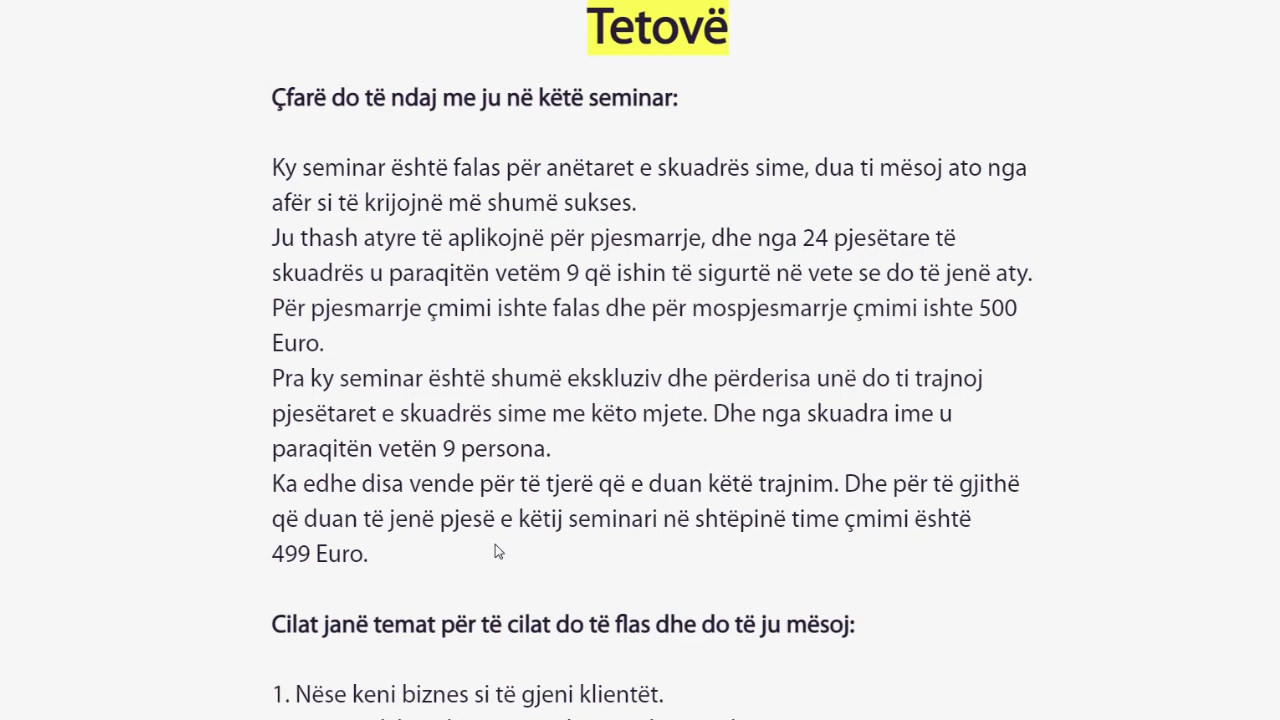 Tetovë
Çfarë do të ndaj me ju në këtë seminar:
Ky seminar është falas për anëtaret e skuadrës sime, dua ti mësoj ato nga
afër si të krijojnë më shumë sukses.
Ju thash atyre të aplikojnë për pjesmarrje, dhe nga 24 pjesëtare të
skuadrës u paraqitën vetëm 9 që ishin të sigurtë në vete se do të jenë aty.
Për pjesmarrje çmimi ishte falas dhe për mospjesmarrje çmimi ishte 500
Euro.
Pra ky seminar është shumë ekskluziv dhe përderisa unë do ti trajnoj
pjesëtaret e skuadrës sime me këto mjete. Dhe nga skuadra ime u
paraqitën vetën 9 persona.
Ka edhe disa vende për të tjerë që e duan këtë trajnim. Dhe për të gjithë
që duan të jenë pjesë e këtij seminari në shtëpinë time çmimi është
499 Euro.
Cilat janë temat për të cilat do të flas dhe do të ju mësoj:
1. Nëse keni biznes si të gjeni klientët.